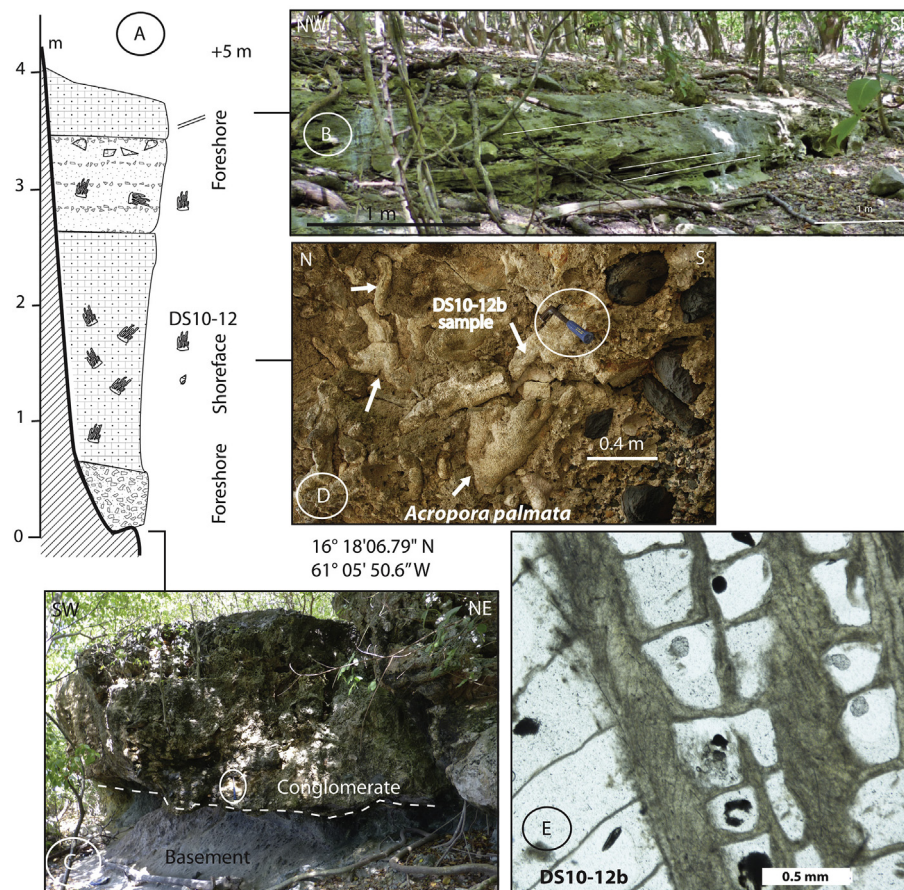 A
m
+5 m
4
3
2
1
0
Foreshore
DS10-12
Shoreface
Foreshore
NW
B
1 m
1 m
N
S
DS10-12b
sample
0.4 m
D
Acropora palmata
16° 18'06.79" N
61° 05' 50.6” W
SW
NE
Conglomerate
Basement
C
E
DS10-12b
0.5 mm